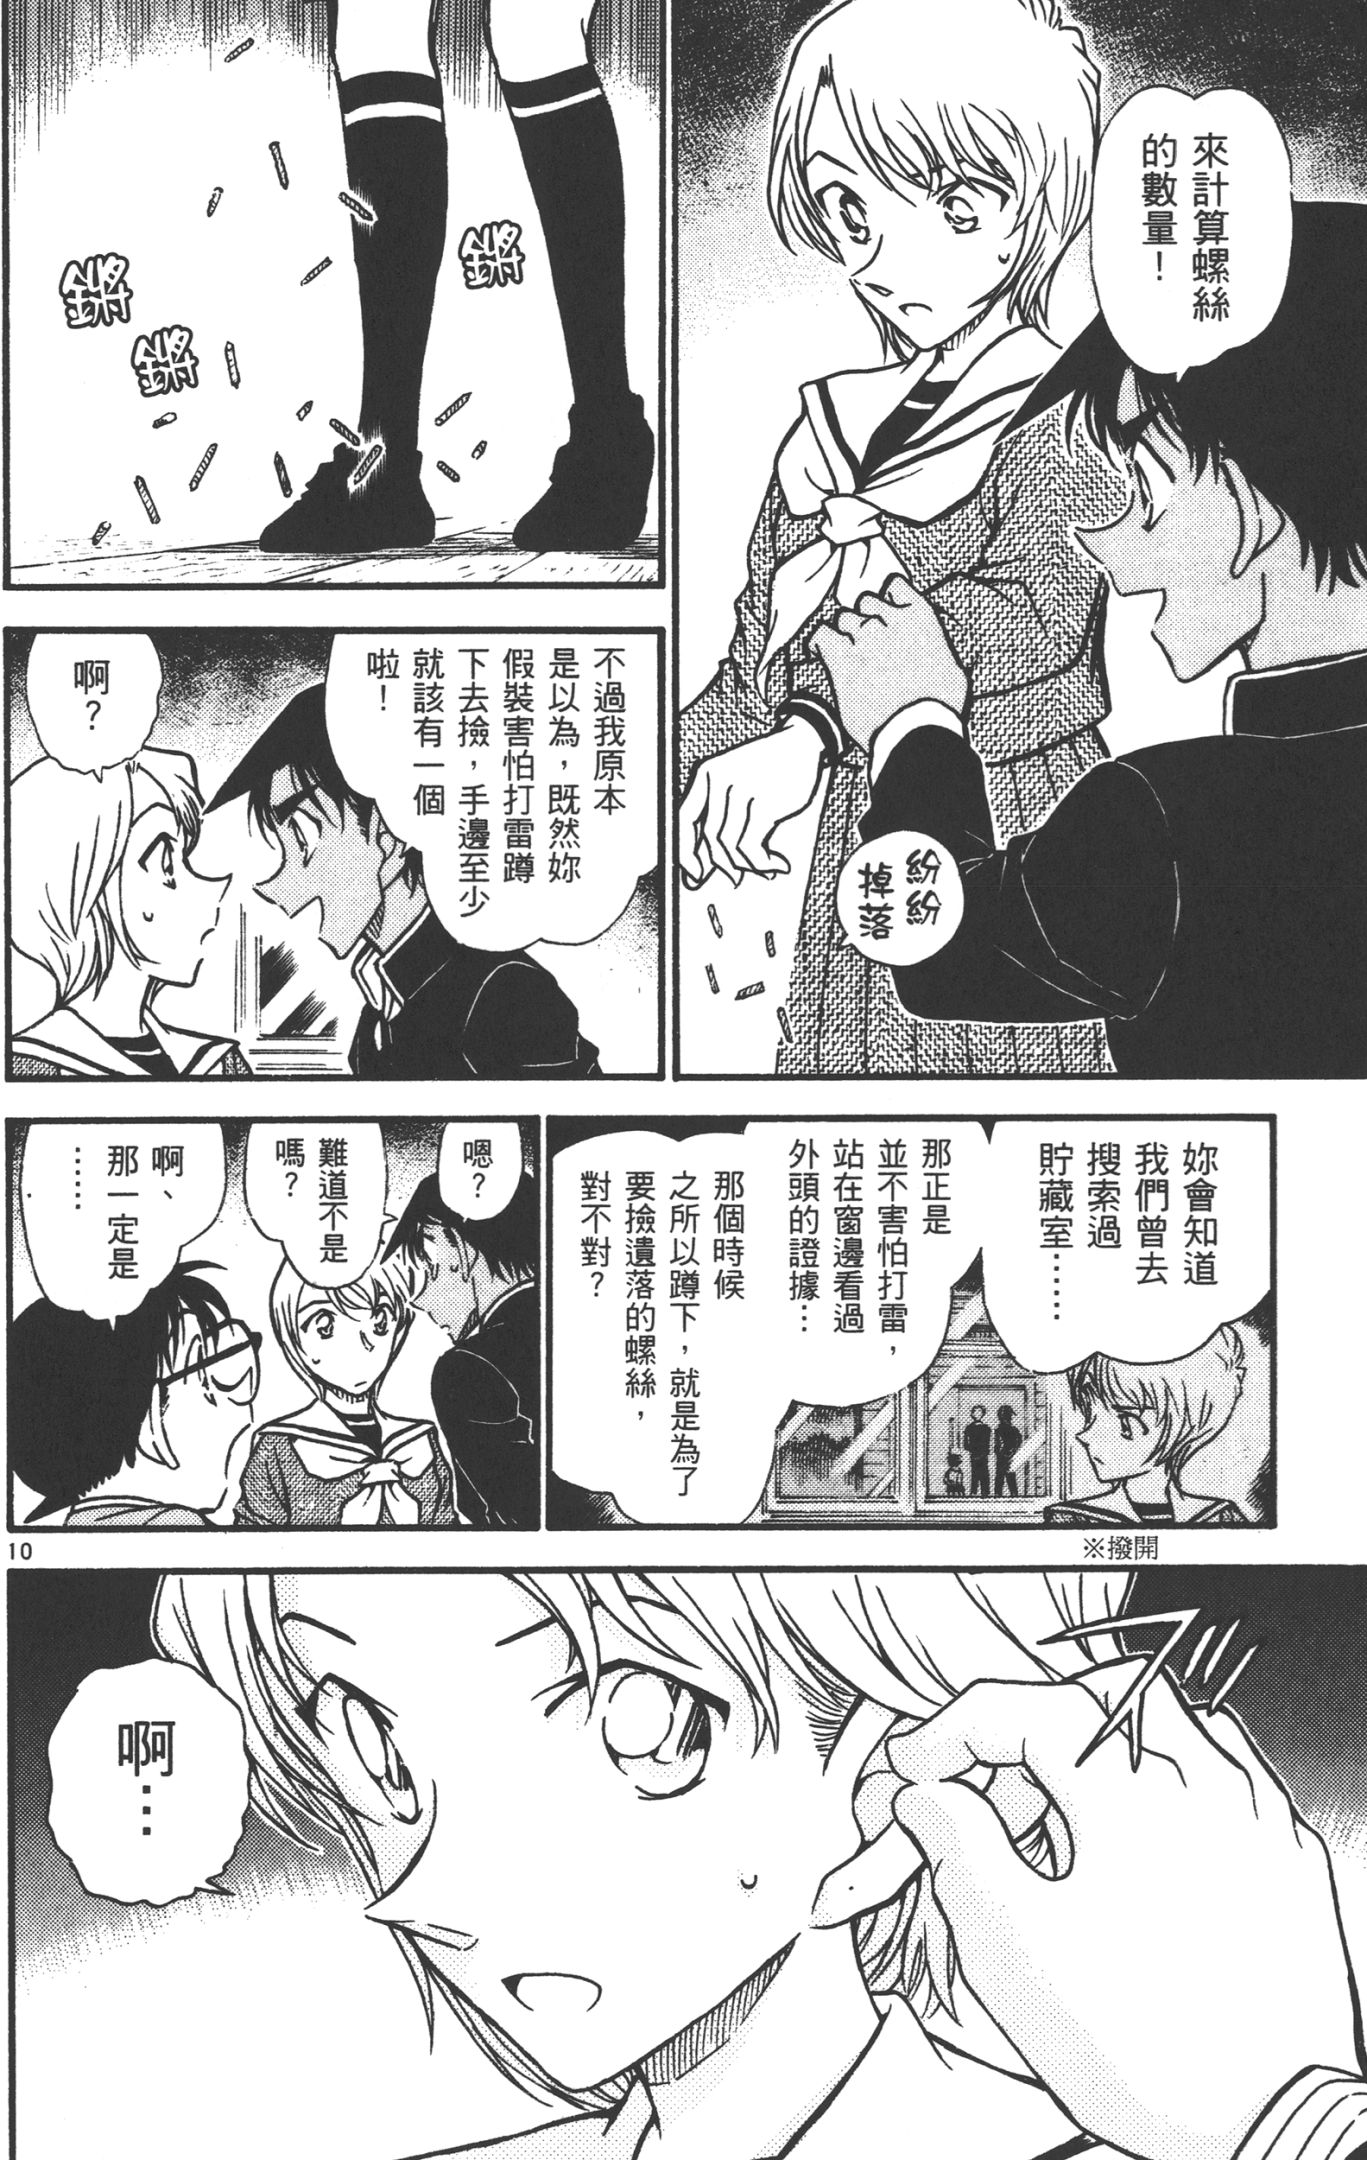 來計算螺絲
的數量！
紛紛
掉落
鏘
鏘
鏘
不過我原本
是以為，既然妳
假裝害怕打雷蹲
下去撿，手邊至少
就該有一個
啦！
啊？
妳會知道
我們曾去
搜索過
貯藏室……
那正是
並不害怕打雷，
站在窗邊看過
外頭的證據…
那個時候
之所以蹲下，就是為了
要撿遺落的螺絲，
對不對？
嗯？
難道不是
嗎？
啊、
那一定是
……
10
※撥開
啊…